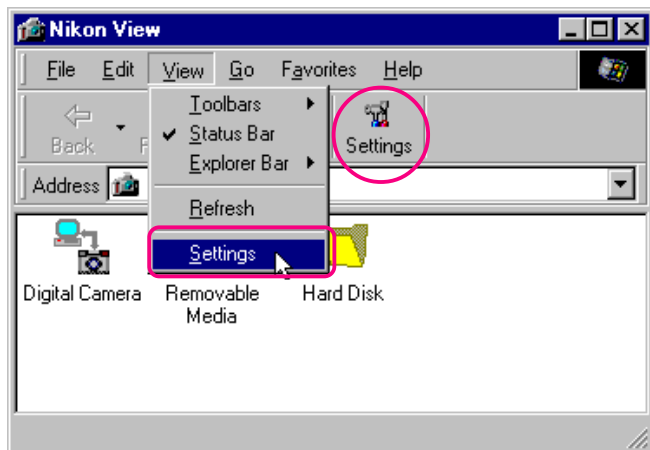 Nikon View
File Edit View Go Favorites Help
Toolbars
Back Status Bar Settings
Explorer Bar
Address
Refresh
Settings
Digital Camera Removable Media Hard Disk